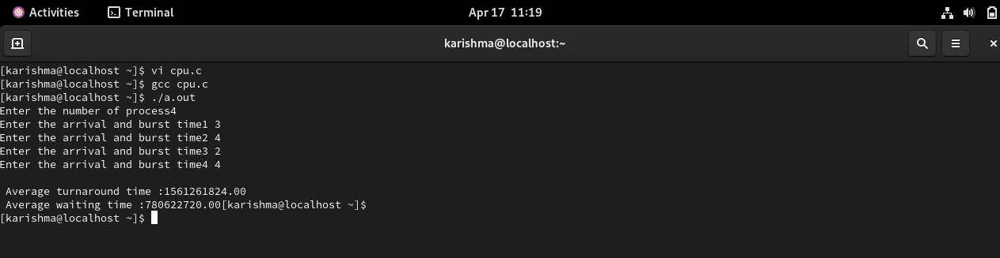 Activities Terminal Apr 17 11:19
karishma@localhost:~
[karishma@localhost ~]$ vi cpu.c
[karishma@localhost ~]$ gcc cpu.c
[karishma@localhost ~]$ ./a.out
Enter the number of process4
Enter the arrival and burst time1 3
Enter the arrival and burst time2 4
Enter the arrival and burst time3 2
Enter the arrival and burst time4 4
Average turnaround time :1561261824.00
Average waiting time :780622720.00[karishma@localhost ~]$
[karishma@localhost ~]$